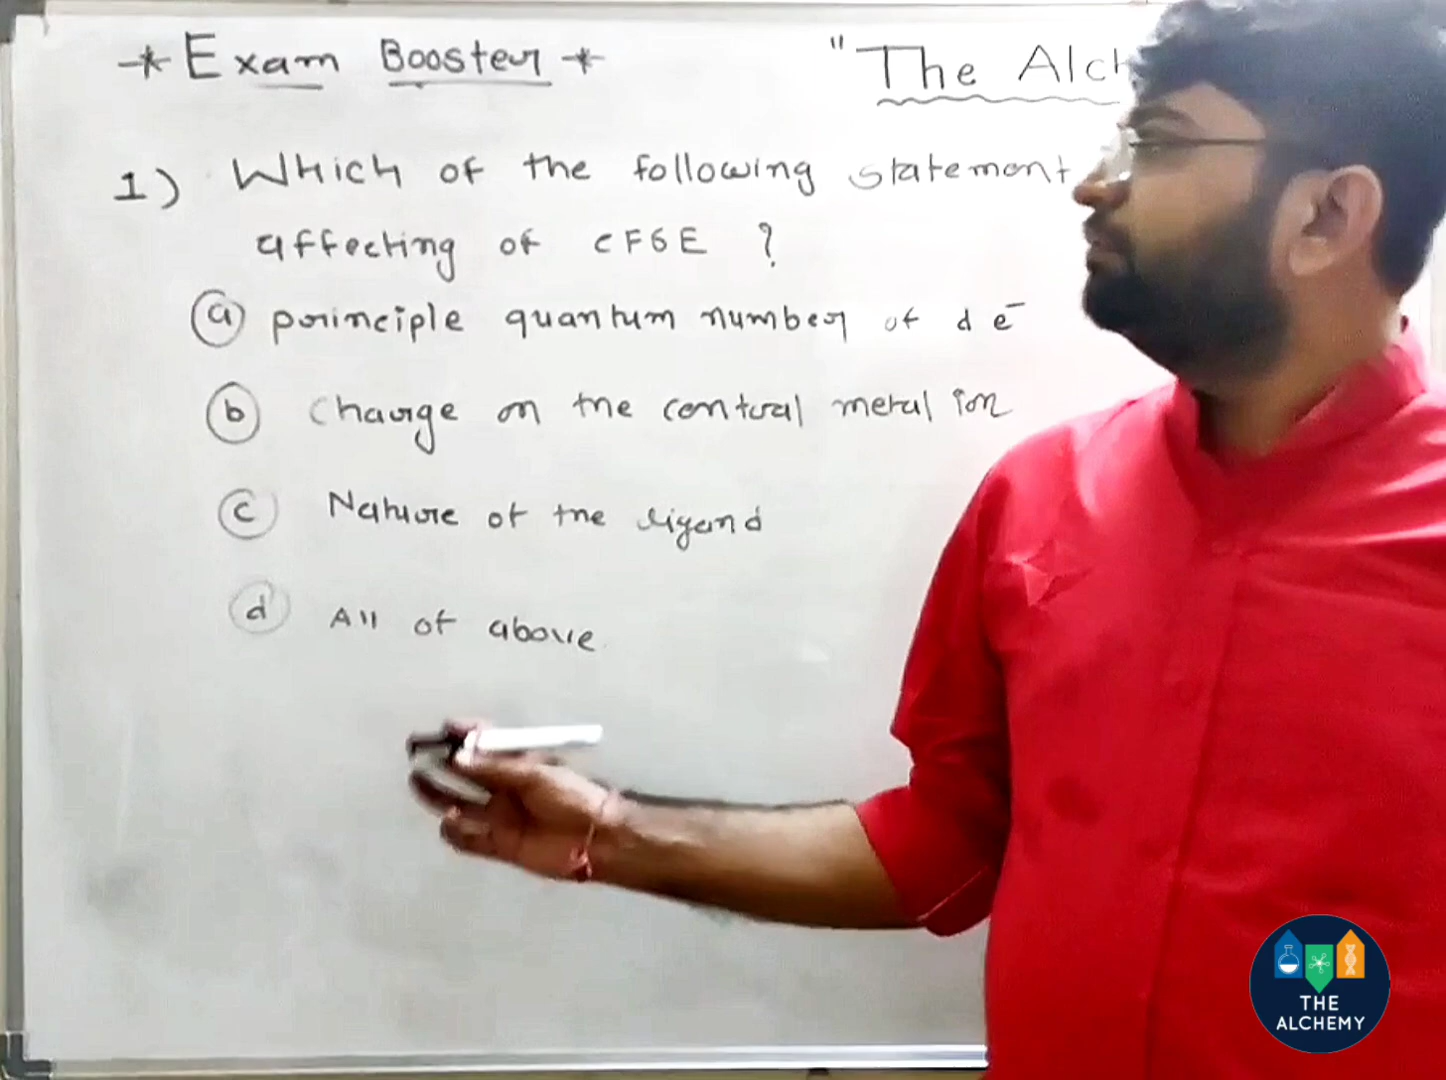 * Exam Booster *
"The Alch
1) Which of the following statement
affecting of CFSE ?
(a) principle quantum number of d e⁻
(b) Charge on the central metal ion
(c) Nature of the ligand
(d) All of above
THE
ALCHEMY